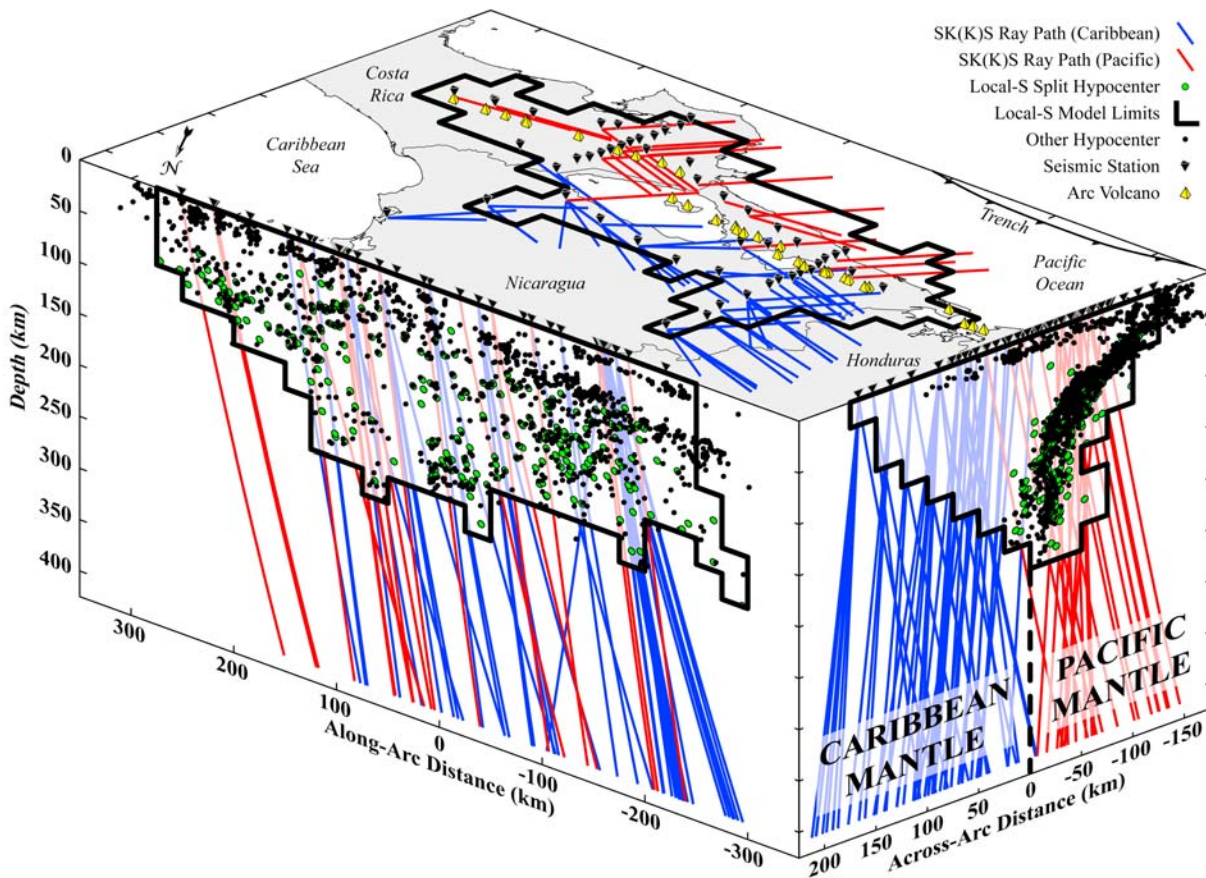 SK(K)S Ray Path (Caribbean)
SK(K)S Ray Path (Pacific)
Local-S Split Hypocenter
Local-S Model Limits
Other Hypocenter
Seismic Station
Arc Volcano
Costa
Rica
Caribbean
Sea
N
Trench
Pacific
Ocean
Nicaragua
Honduras
0
50
100
150
200
250
300
350
400
Depth (km)
300
200
100
0
-100
-200
-300
Along-Arc Distance (km)
CARIBBEAN
MANTLE
PACIFIC
MANTLE
200
150
100
50
0
-50
-100
-150
Across-Arc Distance (km)